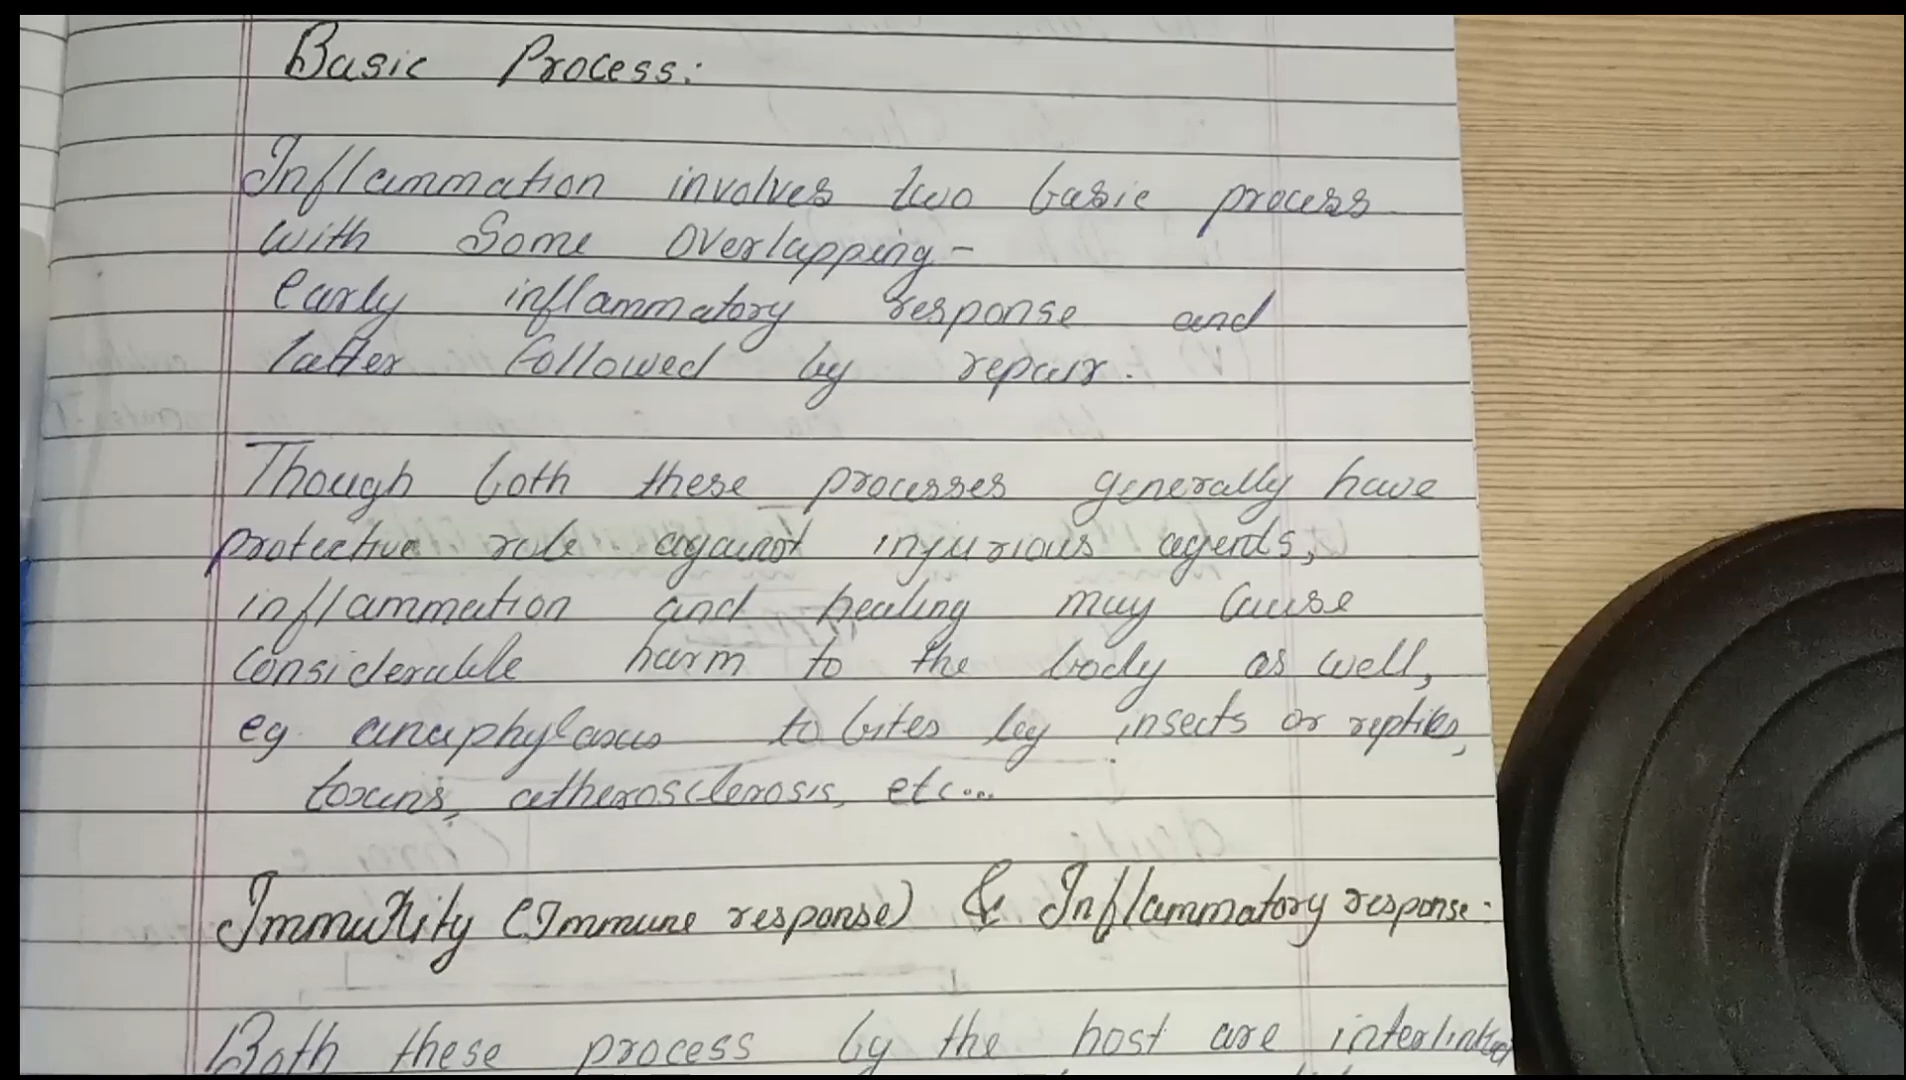 Basic Process:
Inflammation involves two basic process
with Some overlapping-
early inflammatory response and
latter followed by repair.
Though both these processes generally have
protective role against injurious agents,
inflammation and healing may Cause
Considerable harm to the body as well,
eg. anaphylaxis to bites by insects or reptiles,
toxins, atherosclerosis, etc...
Immunity (Immune response) & Inflammatory response:
Both these process by the host are interlinked